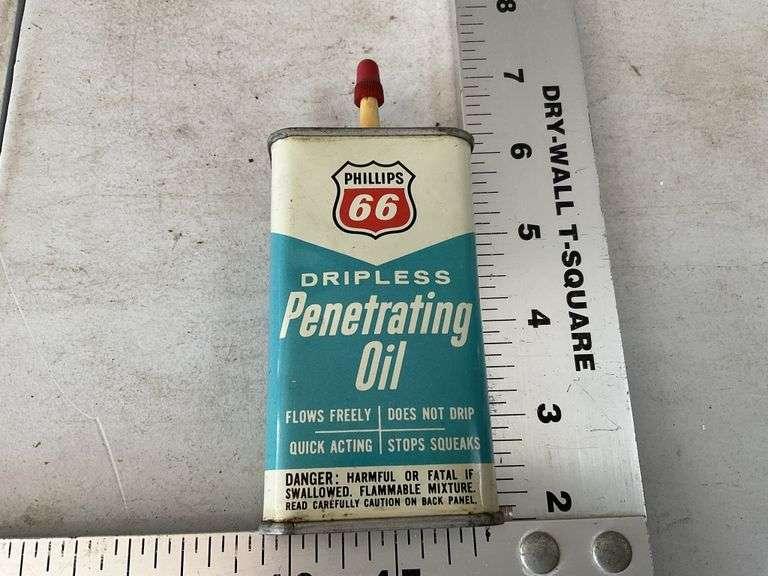 PHILLIPS
66
DRIPLESS
Penetrating
Oil
FLOWS FREELY | DOES NOT DRIP
QUICK ACTING | STOPS SQUEAKS
DANGER: HARMFUL OR FATAL IF
SWALLOWED. FLAMMABLE MIXTURE.
READ CAREFULLY CAUTION ON BACK PANEL.
8
7
6
5
4
3
2
DRY-WALL T-SQUARE